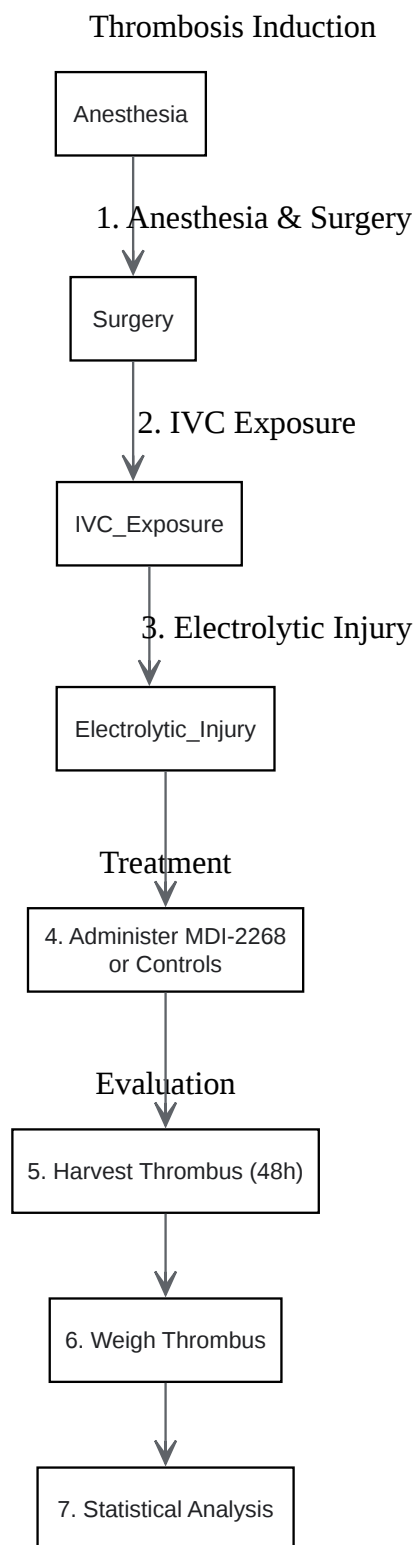 Thrombosis Induction
Anesthesia
1. Anesthesia & Surgery
Surgery
2. IVC Exposure
IVC_Exposure
3. Electrolytic Injury
Electrolytic_Injury
Treatment
4. Administer MDI-2268
or Controls
Evaluation
5. Harvest Thrombus (48h)
6. Weigh Thrombus
7. Statistical Analysis